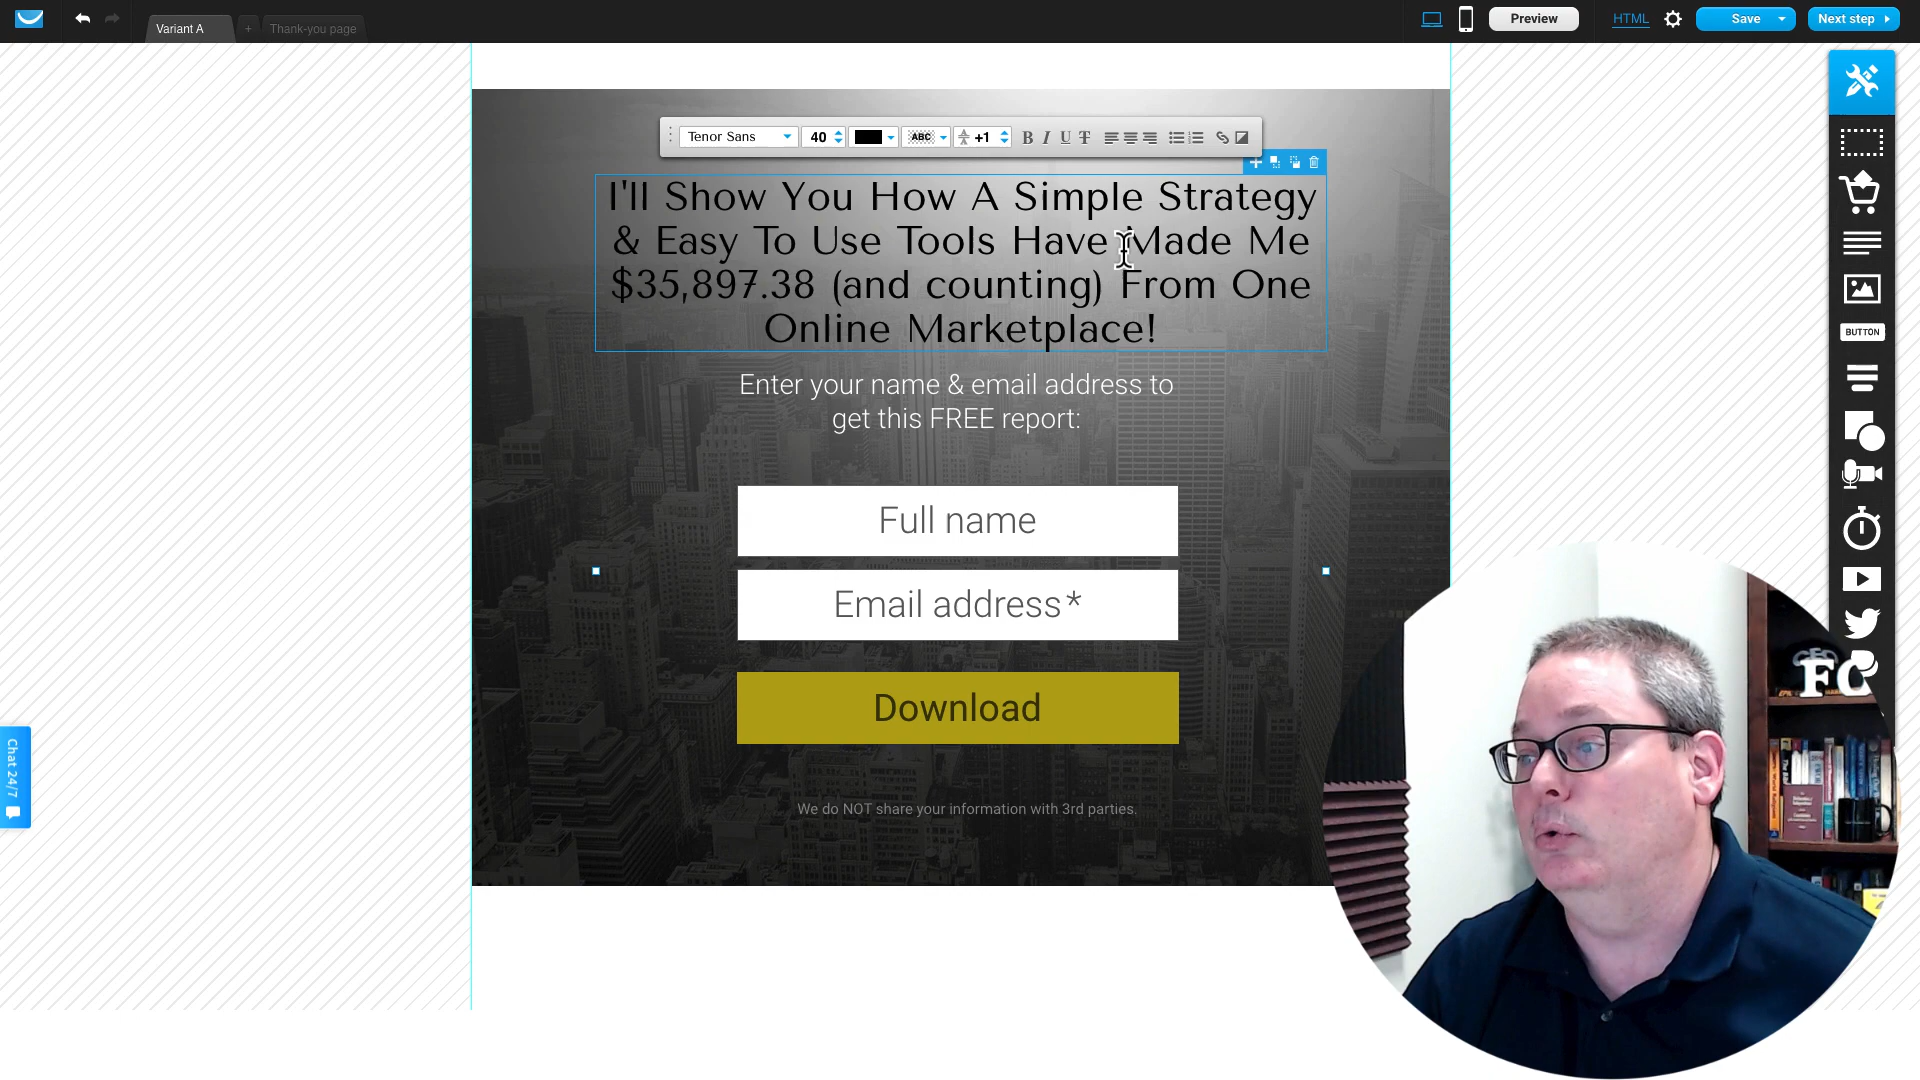 Variant A
+
Thank-you page
Preview
HTML
Save
Next step
Tenor Sans
40
ABC
+1
B I U T
I'll Show You How A Simple Strategy
& Easy To Use Tools Have Made Me
$35,897.38 (and counting) From One
Online Marketplace!
Enter your name & email address to
get this FREE report:
Full name
Email address*
Download
We do NOT share your information with 3rd parties.
BUTTON
Chat 24/7
CEO
FC